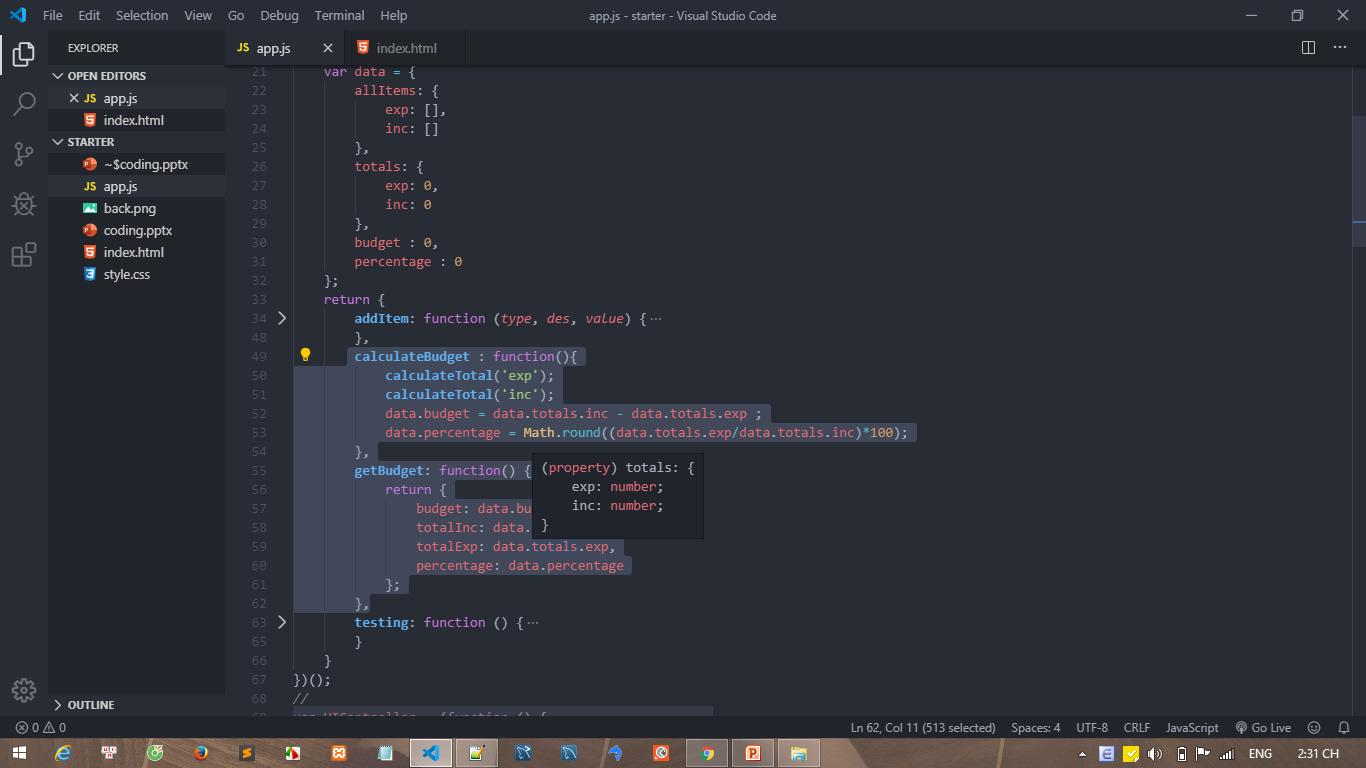 File Edit Selection View Go Debug Terminal Help
app.js - starter - Visual Studio Code
EXPLORER
OPEN EDITORS
JS app.js
index.html
STARTER
~$coding.pptx
JS app.js
back.png
coding.pptx
index.html
style.css
OUTLINE
JS app.js
index.html
21 var data = {
22 allItems: {
23 exp: [],
24 inc: []
25 },
26 totals: {
27 exp: 0,
28 inc: 0
29 },
30 budget : 0,
31 percentage : 0
32 };
33 return {
34 addItem: function (type, des, value) { ···
48 },
49 calculateBudget : function(){
50 calculateTotal('exp');
51 calculateTotal('inc');
52 data.budget = data.totals.inc - data.totals.exp ;
53 data.percentage = Math.round((data.totals.exp/data.totals.inc)*100);
54 },
55 getBudget: function() {
56 return {
57 budget: data.bu
58 totalInc: data.
59 totalExp: data.totals.exp,
60 percentage: data.percentage
61 };
62 },
63 testing: function () { ···
65 }
66 }
67 })();
68 //
69 var UIController = (function () {
(property) totals: {
exp: number;
inc: number;
}
0 0
Ln 62, Col 11 (513 selected) Spaces: 4 UTF-8 CRLF JavaScript Go Live
ENG 2:31 CH